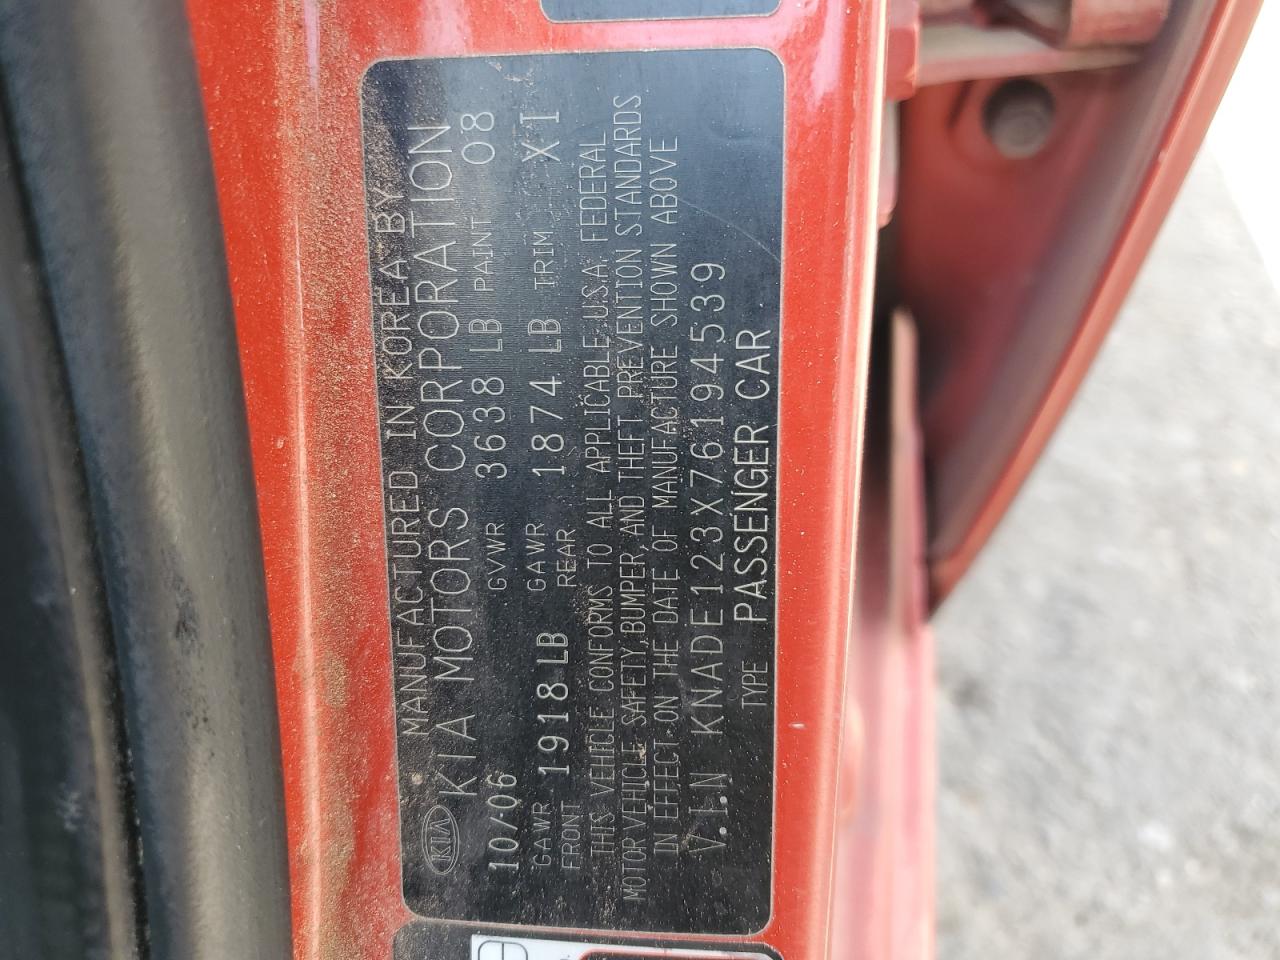 KIA MANUFACTURED IN KOREA BY
KIA MOTORS CORPORATION
10/06 GVWR 3638 LB PAINT 08
GAWR FRONT 1918 LB GAWR REAR 1874 LB TRIM XI
THIS VEHICLE CONFORMS TO ALL APPLICABLE U.S.A. FEDERAL
MOTOR VEHICLE SAFETY, BUMPER, AND THEFT PREVENTION STANDARDS
IN EFFECT ON THE DATE OF MANUFACTURE SHOWN ABOVE
V.I.N KNADE123X76194539
TYPE PASSENGER CAR